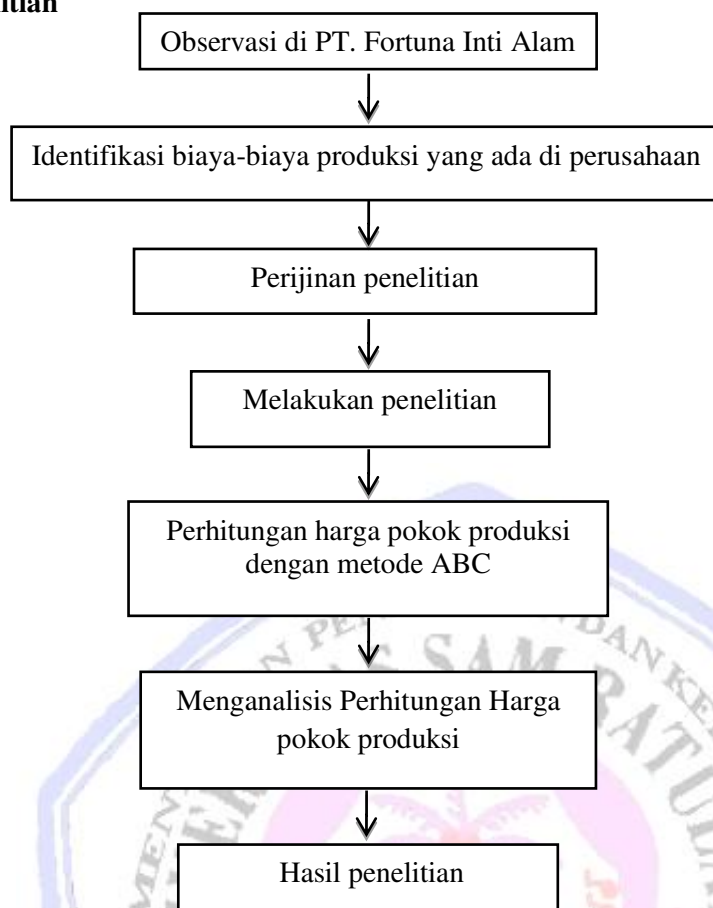 Observasi di PT. Fortuna Inti Alam
Identifikasi biaya-biaya produksi yang ada di perusahaan
Perijinan penelitian
Melakukan penelitian
Perhitungan harga pokok produksi
dengan metode ABC
Menganalisis Perhitungan Harga
pokok produksi
Hasil penelitian